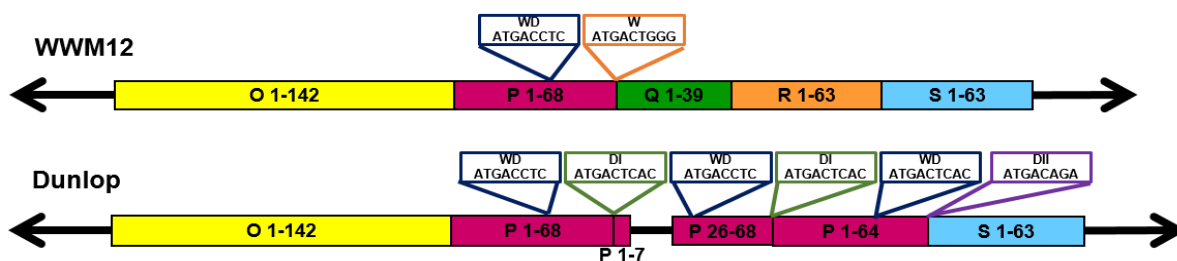 WD
ATGACCTC
W
ATGACTGGG
WWM12
O 1-142
P 1-68
Q 1-39
R 1-63
S 1-63
WD
ATGACCTC
DI
ATGACTCAC
WD
ATGACCTC
DI
ATGACTCAC
WD
ATGACTCAC
DII
ATGACAGA
Dunlop
O 1-142
P 1-68
P 1-7
P 26-68
P 1-64
S 1-63